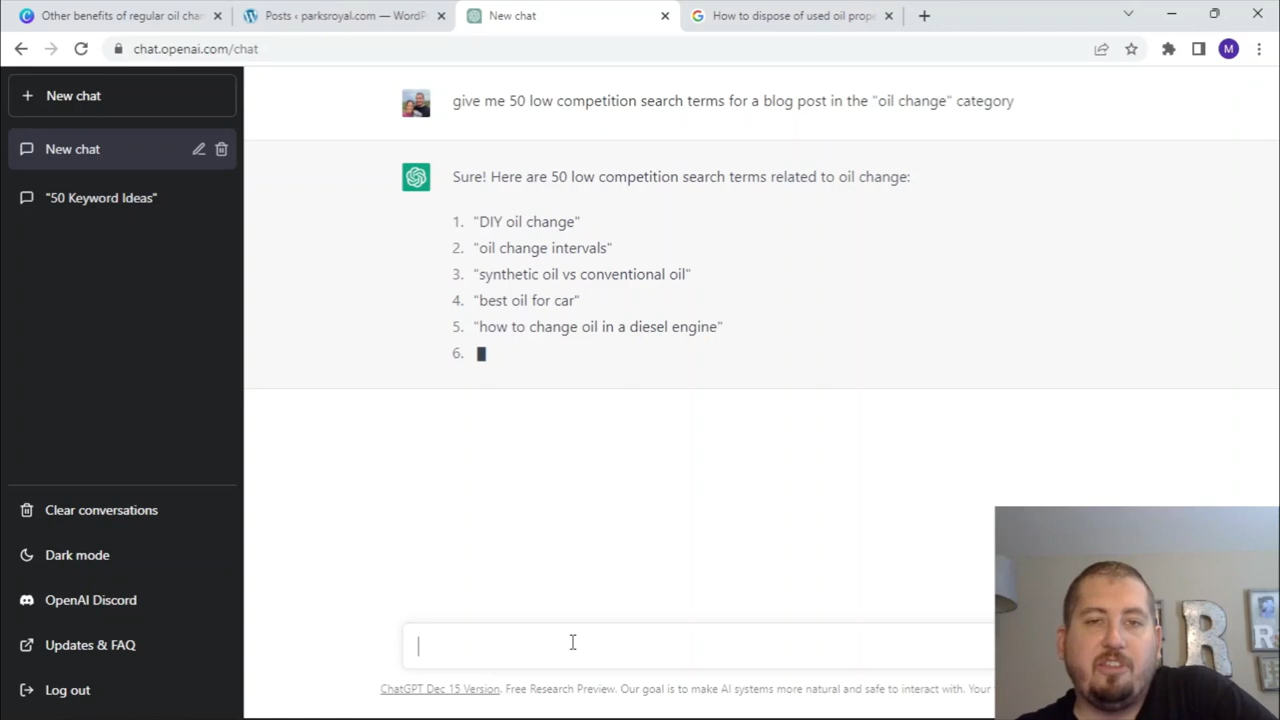 Other benefits of regular oil chan
Posts ‹ parksroyal.com — WordP
New chat
How to dispose of used oil prope
chat.openai.com/chat
M
New chat
New chat
"50 Keyword Ideas"
Clear conversations
Dark mode
OpenAI Discord
Updates & FAQ
Log out
give me 50 low competition search terms for a blog post in the "oil change" category
Sure! Here are 50 low competition search terms related to oil change:
1. "DIY oil change"
2. "oil change intervals"
3. "synthetic oil vs conventional oil"
4. "best oil for car"
5. "how to change oil in a diesel engine"
6.
ChatGPT Dec 15 Version. Free Research Preview. Our goal is to make AI systems more natural and safe to interact with. Your
R
R